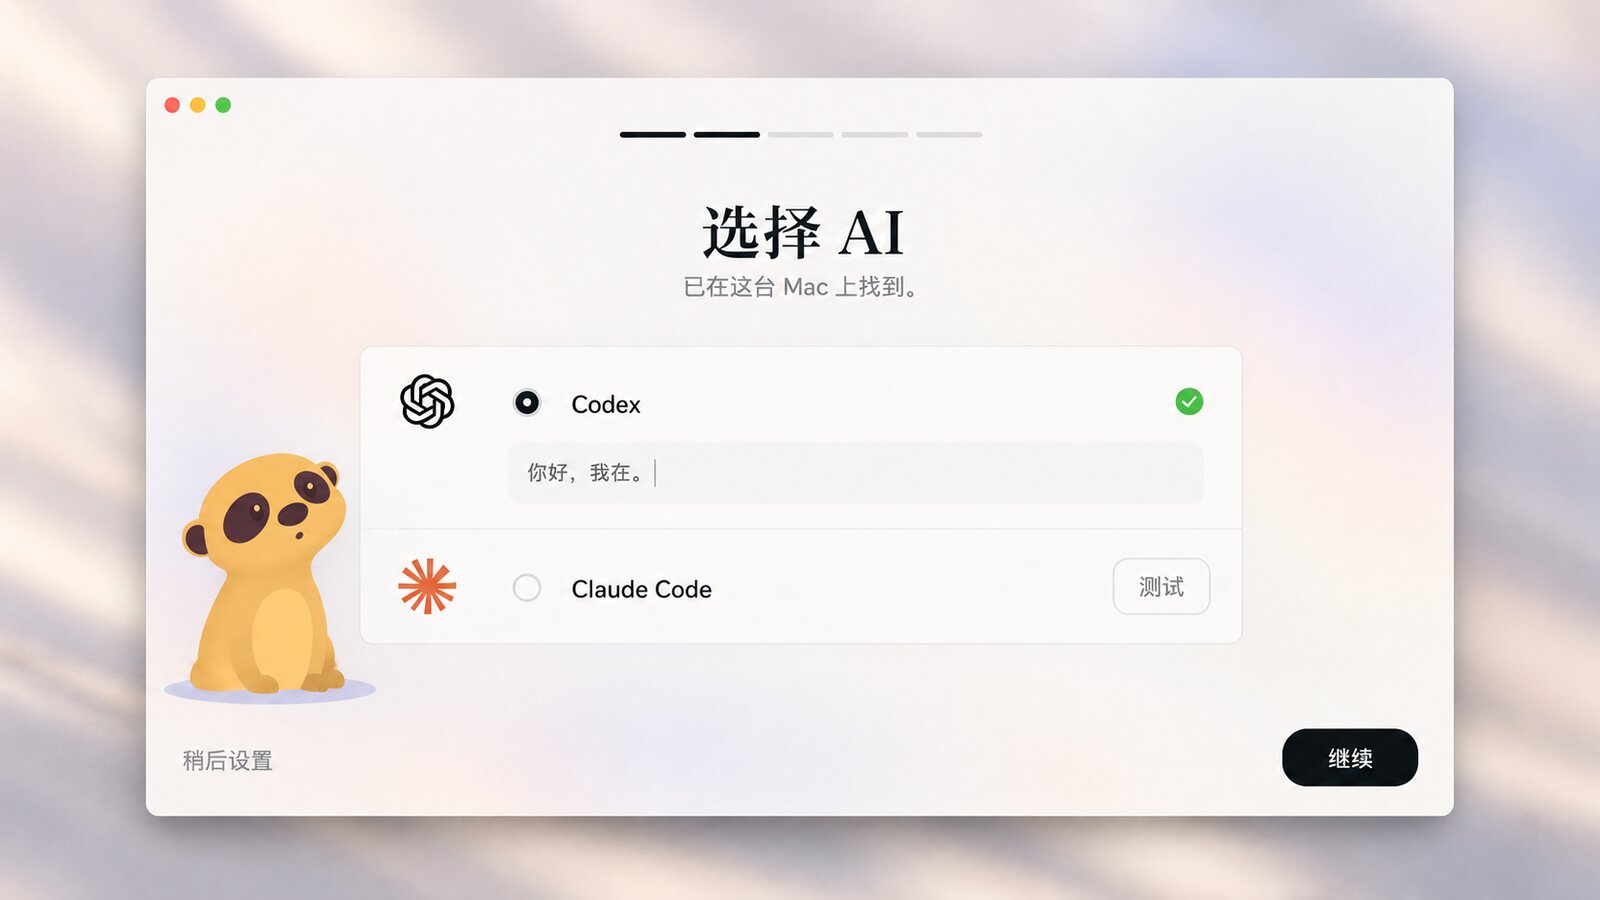 选择 AI
已在这台 Mac 上找到。
Codex
你好，我在。
Claude Code
测试
稍后设置
继续